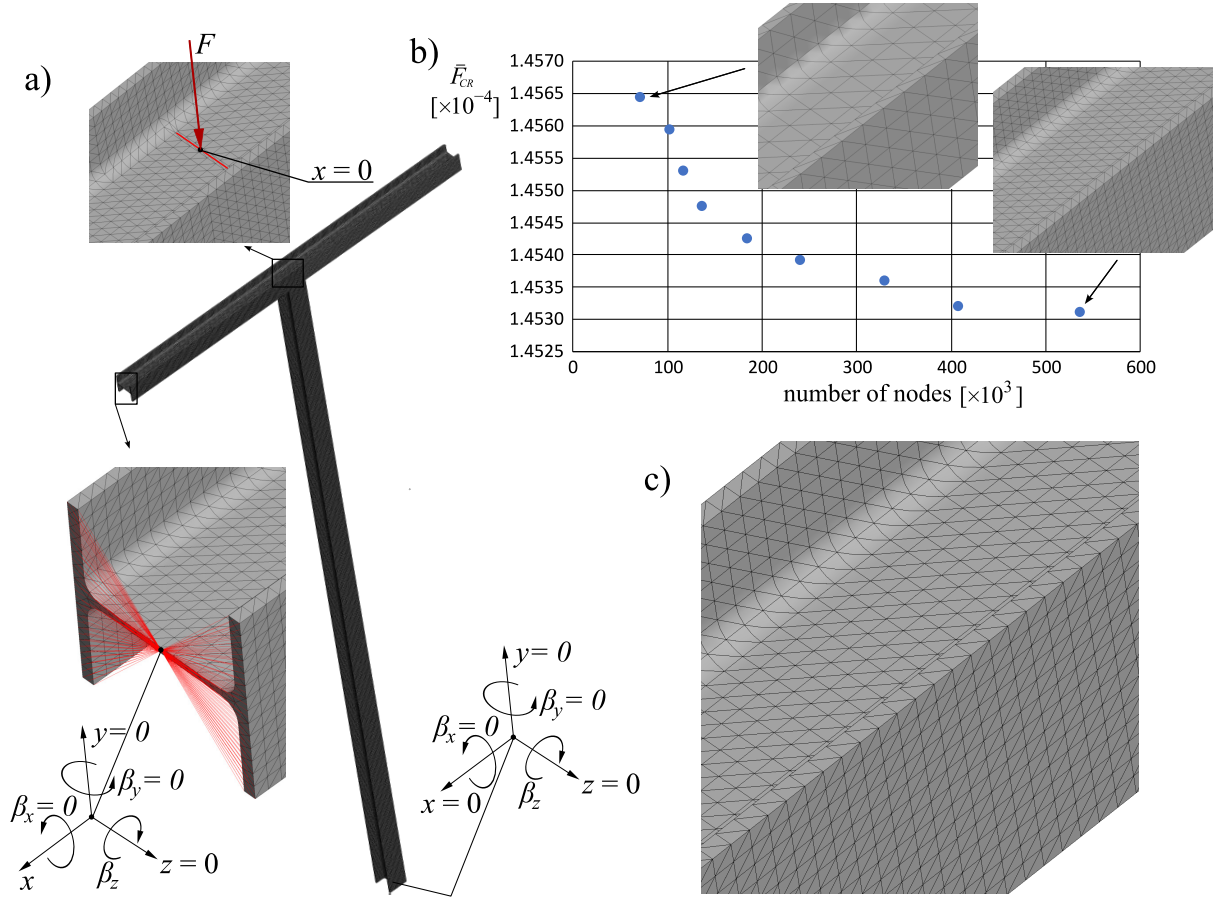 a)
F
x = 0
b)
F̄CR
[×10⁻⁴]
1.4570
1.4565
1.4560
1.4555
1.4550
1.4545
1.4540
1.4535
1.4530
1.4525
0 100 200 300 400 500 600
number of nodes [×10³]
c)
y = 0
βy = 0
βx = 0
x = 0
βz
z = 0
y = 0
βy = 0
βx = 0
x
βz
z = 0